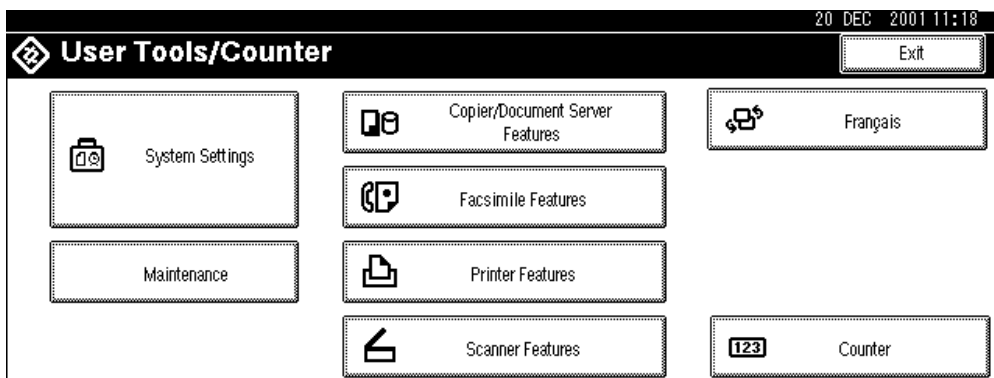 20 DEC 2001 11:18
User Tools/Counter
Exit
System Settings
Maintenance
Copier/Document Server
Features
Facsimile Features
Printer Features
Scanner Features
Français
123
Counter